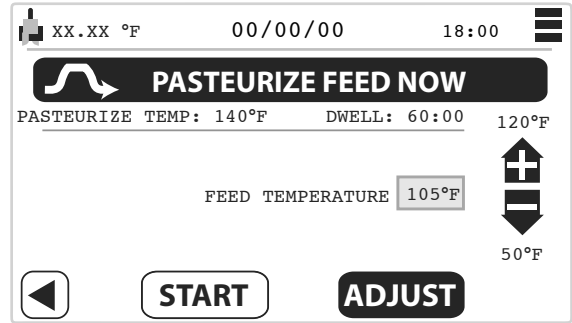 XX.XX °F 00/00/00 18:00
PASTEURIZE FEED NOW
PASTEURIZE TEMP: 140°F DWELL: 60:00
120°F
FEED TEMPERATURE 105°F
50°F
START ADJUST